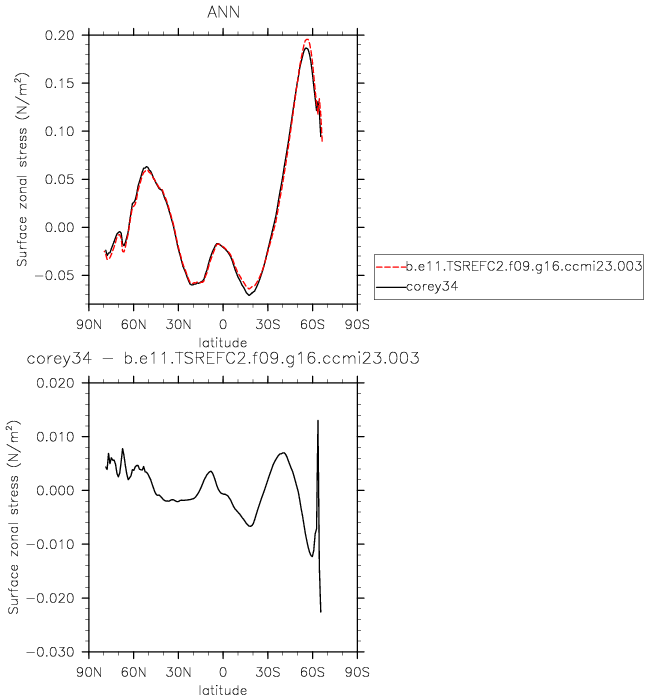 ANN
Surface zonal stress (N/m²)
0.20
0.15
0.10
0.05
0.00
−0.05
90N 60N 30N 0 30S 60S 90S
latitude
b.e11.TSREFC2.f09.g16.ccmi23.003
corey34
corey34 − b.e11.TSREFC2.f09.g16.ccmi23.003
Surface zonal stress (N/m²)
0.020
0.010
0.000
−0.010
−0.020
−0.030
90N 60N 30N 0 30S 60S 90S
latitude